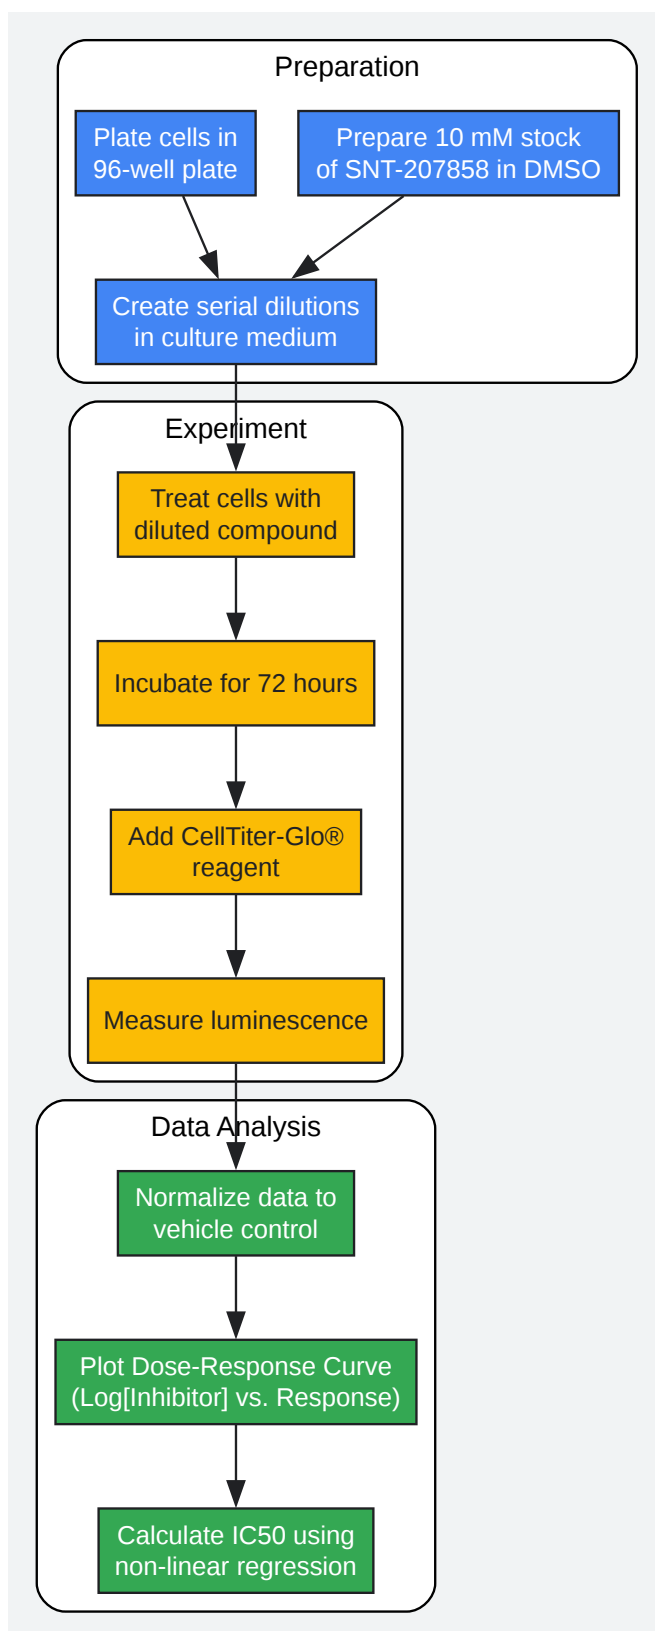 Preparation
Plate cells in
96-well plate
Prepare 10 mM stock
of SNT-207858 in DMSO
Create serial dilutions
in culture medium
Experiment
Treat cells with
diluted compound
Incubate for 72 hours
Add CellTiter-Glo®
reagent
Measure luminescence
Data Analysis
Normalize data to
vehicle control
Plot Dose-Response Curve
(Log[Inhibitor] vs. Response)
Calculate IC50 using
non-linear regression